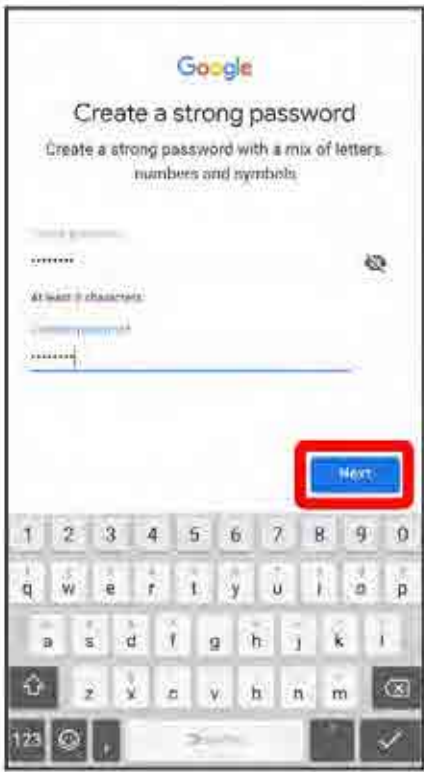 Google
Create a strong password
Create a strong password with a mix of letters,
numbers and symbols
At least 8 characters
Next
1 2 3 4 5 6 7 8 9 0
q w e r t y u i o p
a s d f g h j k l
z x c v b n m
123 ,